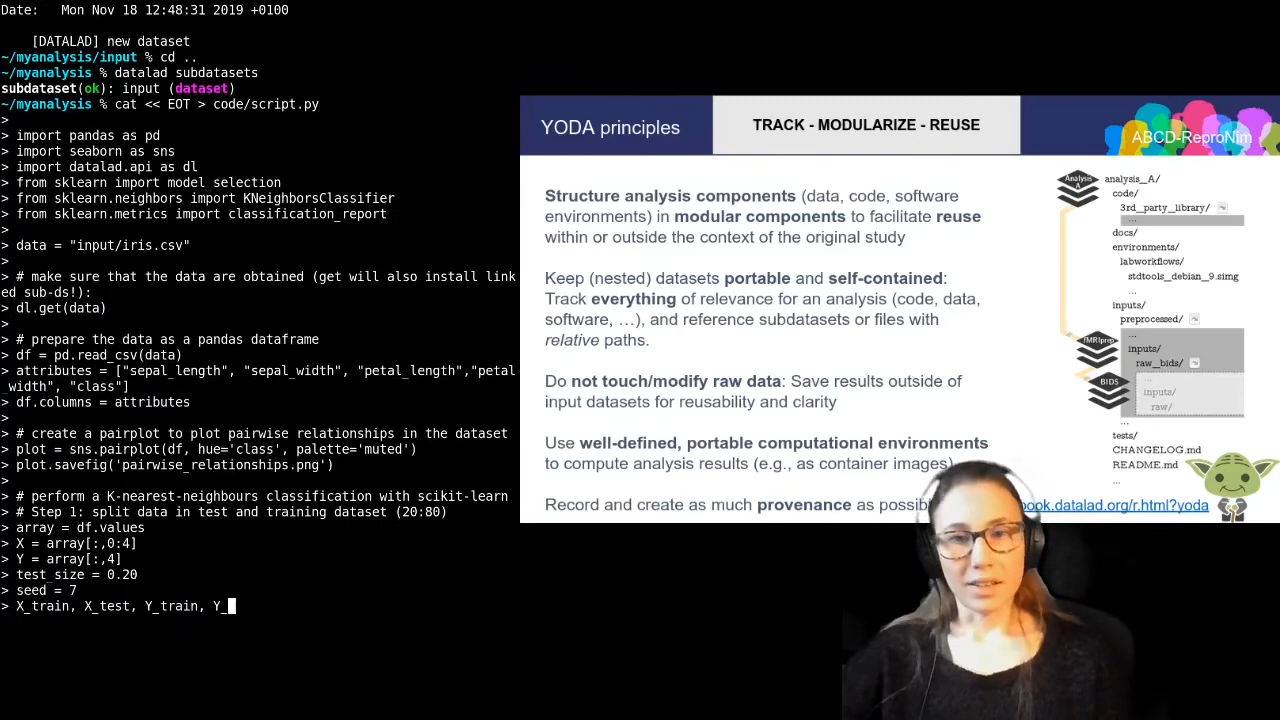 Date:   Mon Nov 18 12:48:31 2019 +0100
    [DATALAD] new dataset
~/myanalysis/input % cd ..
~/myanalysis % datalad subdatasets
subdataset(ok): input (dataset)
~/myanalysis % cat << EOT > code/script.py
>
> import pandas as pd
> import seaborn as sns
> import datalad.api as dl
> from sklearn import model_selection
> from sklearn.neighbors import KNeighborsClassifier
> from sklearn.metrics import classification_report
>
> data = "input/iris.csv"
>
> # make sure that the data are obtained (get will also install link
ed sub-ds!):
> dl.get(data)
>
> # prepare the data as a pandas dataframe
> df = pd.read_csv(data)
> attributes = ["sepal_length", "sepal_width", "petal_length","petal
_width", "class"]
> df.columns = attributes
>
> # create a pairplot to plot pairwise relationships in the dataset
> plot = sns.pairplot(df, hue='class', palette='muted')
> plot.savefig('pairwise_relationships.png')
>
> # perform a K-nearest-neighbours classification with scikit-learn
> # Step 1: split data in test and training dataset (20:80)
> array = df.values
> X = array[:,0:4]
> Y = array[:,4]
> test_size = 0.20
> seed = 7
> X_train, X_test, Y_train, Y_
YODA principles
TRACK - MODULARIZE - REUSE
ABCD-ReproNim
Structure analysis components (data, code, software
environments) in modular components to facilitate reuse
within or outside the context of the original study
Keep (nested) datasets portable and self-contained:
Track everything of relevance for an analysis (code, data,
software, …), and reference subdatasets or files with
relative paths.
Do not touch/modify raw data: Save results outside of
input datasets for reusability and clarity
Use well-defined, portable computational environments
to compute analysis results (e.g., as container images)
Record and create as much provenance as possib
book.datalad.org/r.html?yoda
Analysis
A
analysis_A/
code/
3rd_party_library/
...
docs/
environments/
labworkflows/
stdtools_debian_9.simg
...
inputs/
preprocessed/
fMRIprep
...
inputs/
raw_bids/
BIDS
...
inputs/
raw/
...
tests/
CHANGELOG.md
README.md
...